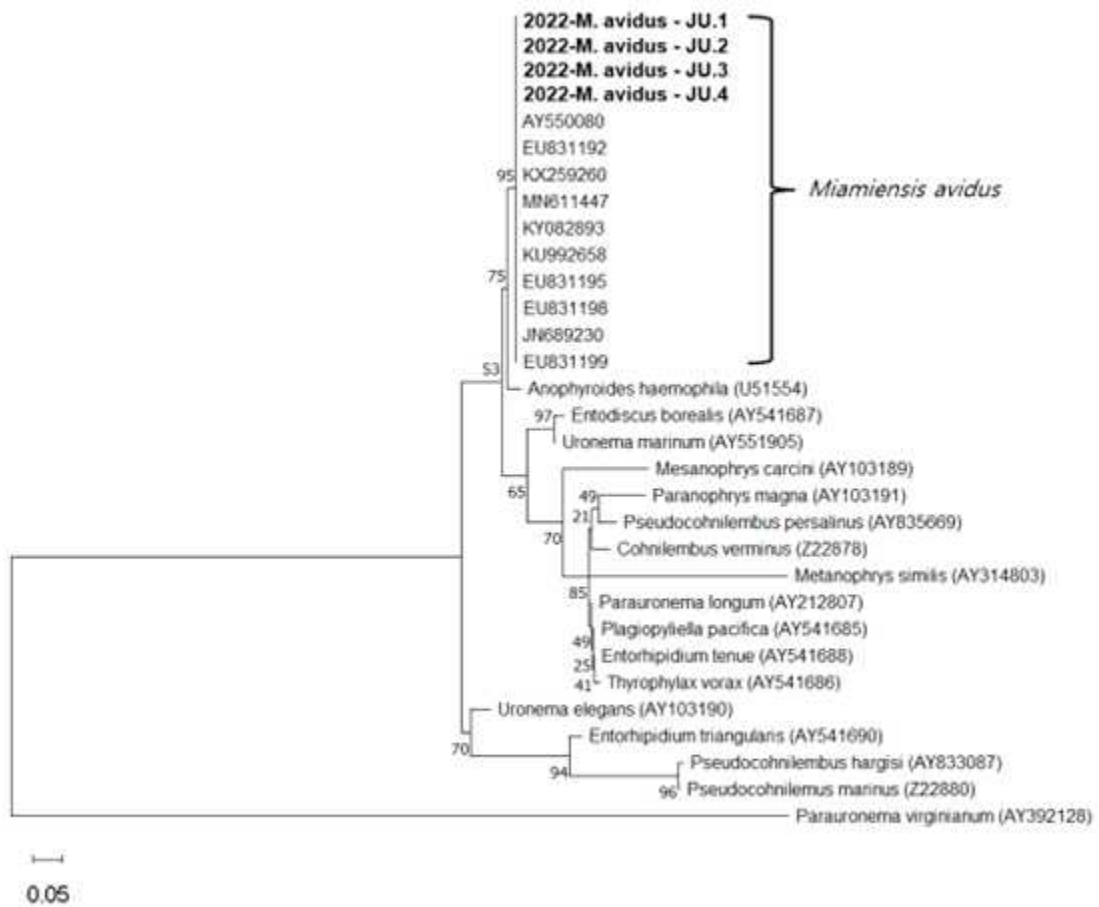 2022-M. avidus - JU.1
2022-M. avidus - JU.2
2022-M. avidus - JU.3
2022-M. avidus - JU.4
AY550080
EU831192
95 KX259260
MN611447
Miamiensis avidus
KY082893
KU992658
75
EU831195
EU831198
JN689230
EU831199
53
Anophyroides haemophila (U51554)
97 Entodiscus borealis (AY541687)
Uronema marinum (AY551905)
Mesanophrys carcini (AY103189)
65
49 Paranophrys magna (AY103191)
21 Pseudocohnilembus persalinus (AY835669)
70
Cohnilembus verminus (Z22878)
Metanophrys similis (AY314803)
85
Parauronema longum (AY212807)
Plagiopyliella pacifica (AY541685)
49
Entorhipidium tenue (AY541688)
25
41 Thyrophylax vorax (AY541686)
Uronema elegans (AY103190)
Entorhipidium triangularis (AY541690)
70
Pseudocohnilembus hargisi (AY833087)
94
96 Pseudocohnilemus marinus (Z22880)
Parauronema virginianum (AY392128)
0.05